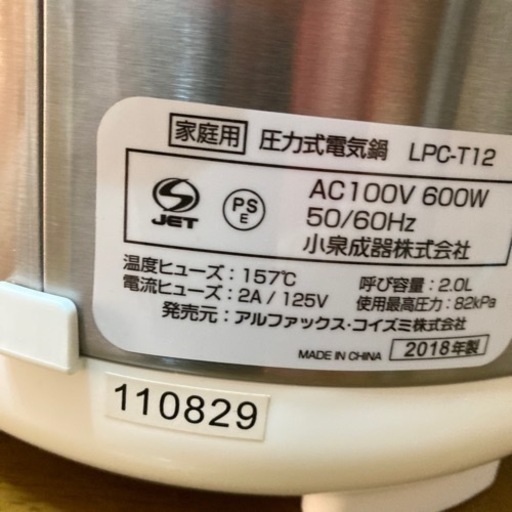 家庭用 圧力式電気鍋 LPC-T12
JET
PS
E
AC100V 600W
50/60Hz
小泉成器株式会社
温度ヒューズ：157℃ 呼び容量：2.0L
電流ヒューズ：2A / 125V 使用最高圧力：82kPa
発売元：アルファックス・コイズミ株式会社
MADE IN CHINA 2018年製
110829